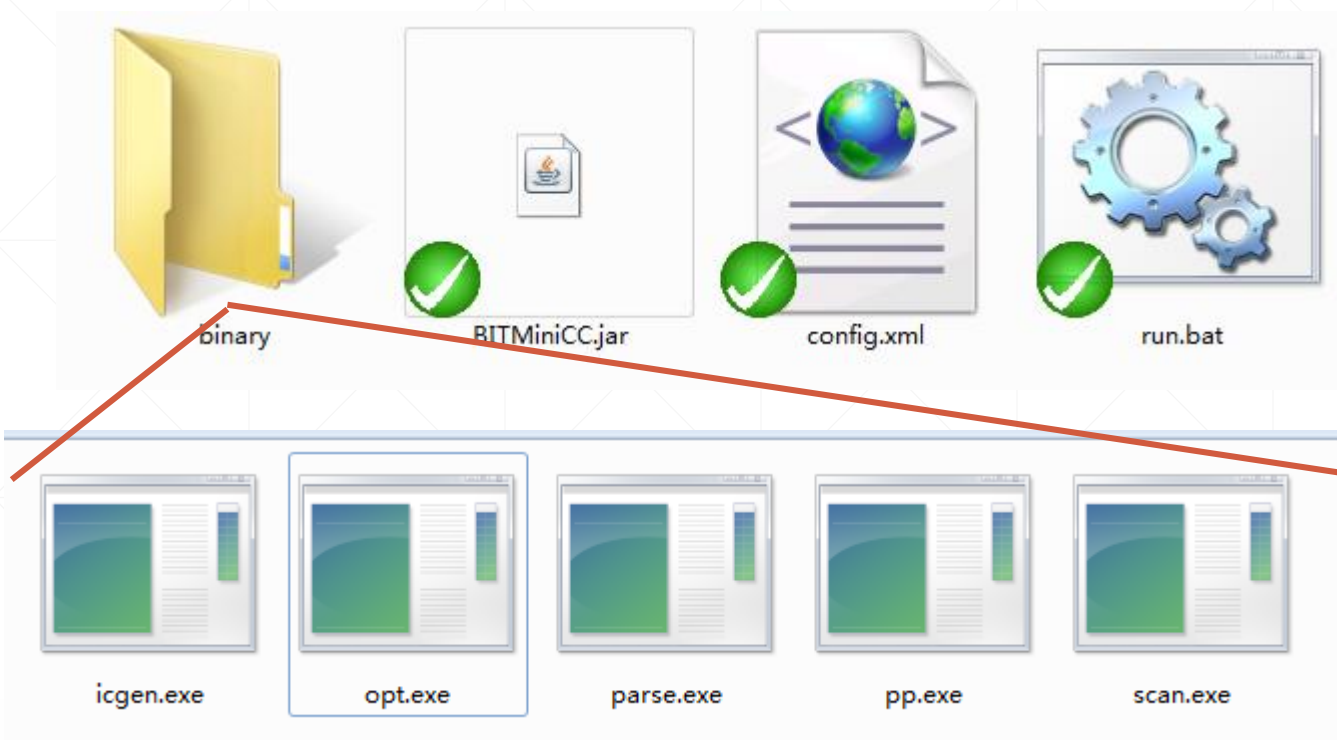 binary
BITMiniCC.jar
config.xml
run.bat
icgen.exe
opt.exe
parse.exe
pp.exe
scan.exe